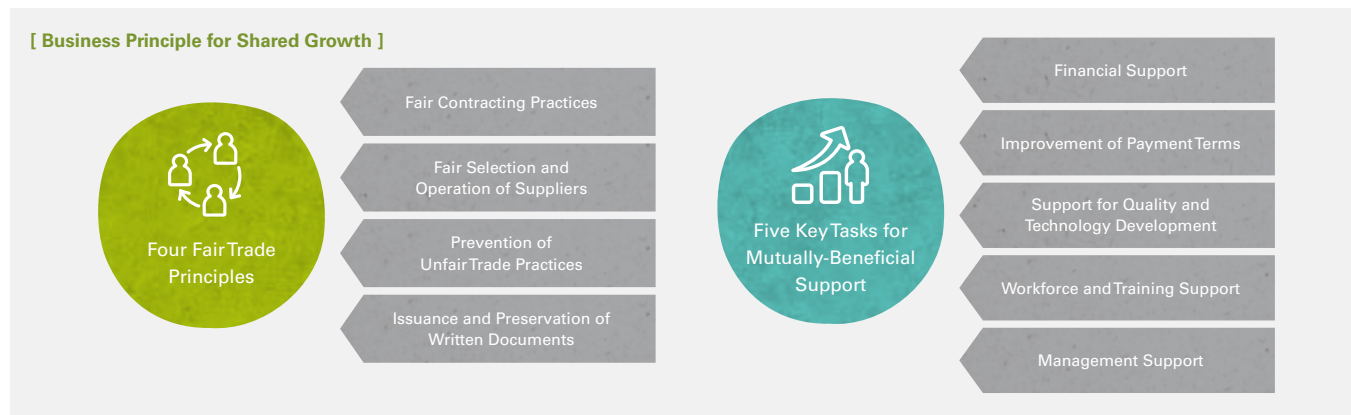 [ Business Principle for Shared Growth ]
Four Fair Trade
Principles
Fair Contracting Practices
Fair Selection and
Operation of Suppliers
Prevention of
Unfair Trade Practices
Issuance and Preservation of
Written Documents
Five Key Tasks for
Mutually-Beneficial
Support
Financial Support
Improvement of Payment Terms
Support for Quality and
Technology Development
Workforce and Training Support
Management Support